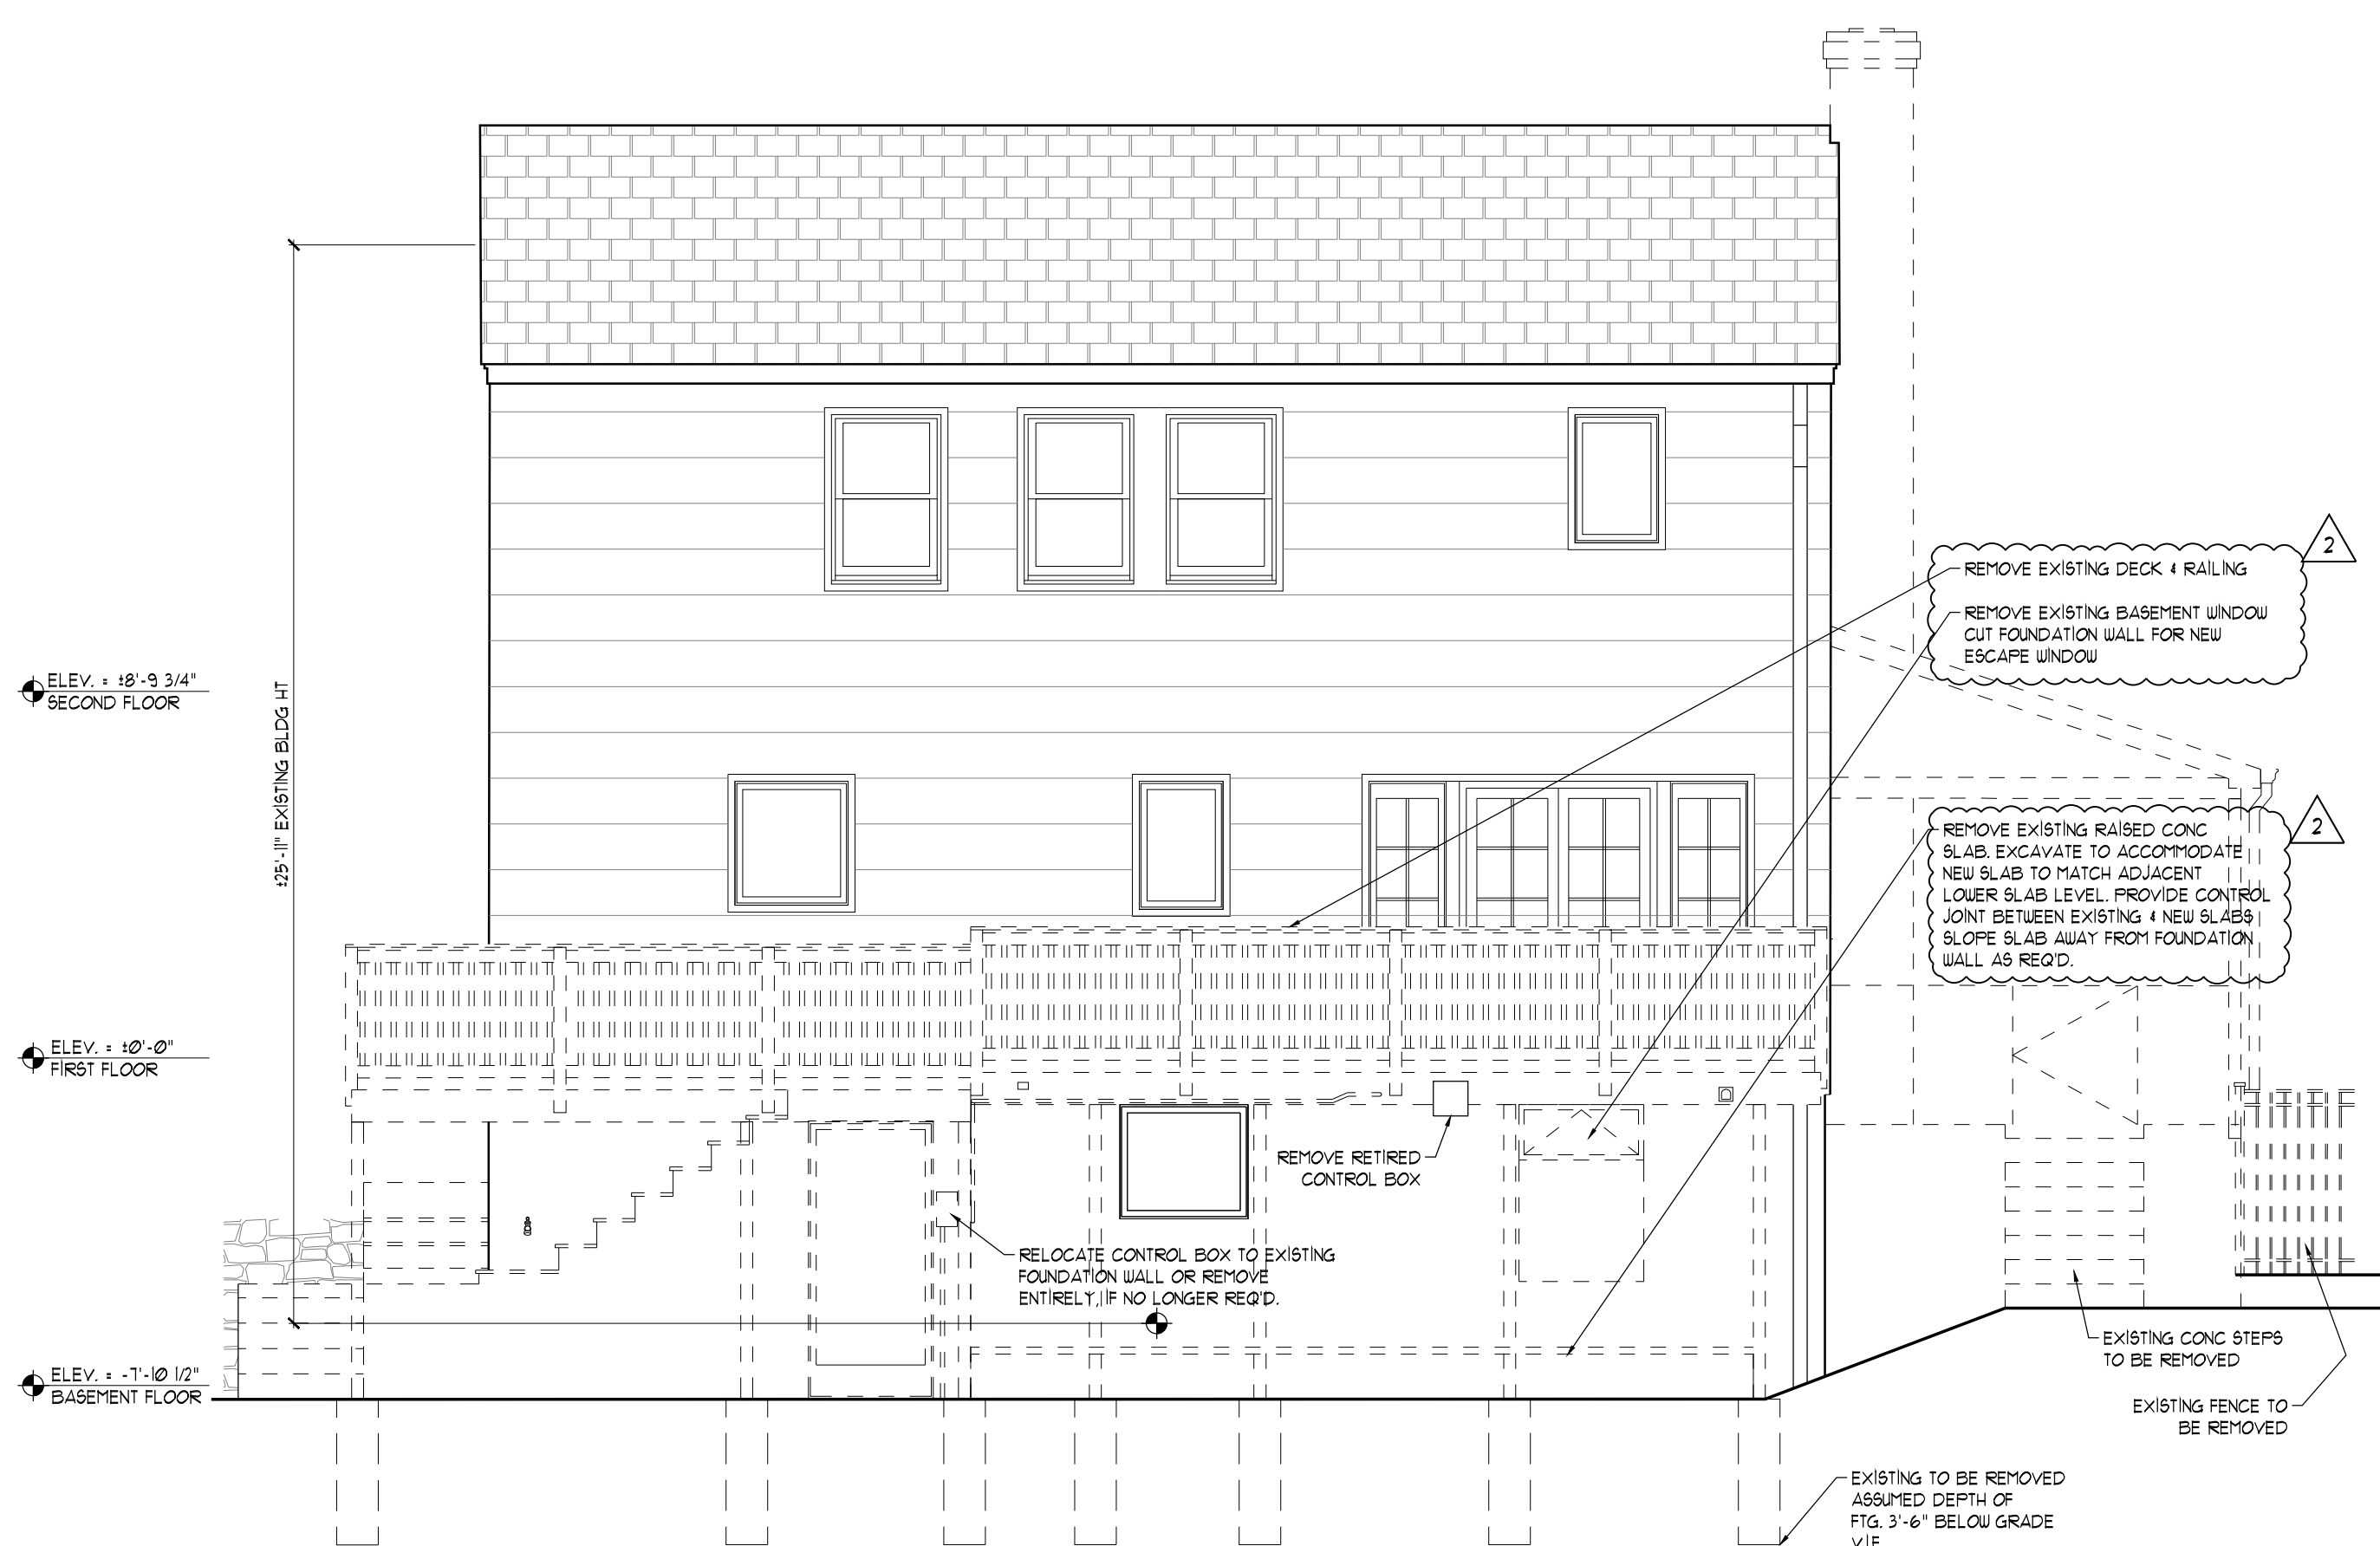 2
REMOVE EXISTING DECK & RAILING
REMOVE EXISTING BASEMENT WINDOW
CUT FOUNDATION WALL FOR NEW
ESCAPE WINDOW
ELEV. = ±8'-9 3/4"
SECOND FLOOR
±25'-11" EXISTING BLDG HT
2
REMOVE EXISTING RAISED CONC
SLAB. EXCAVATE TO ACCOMMODATE
NEW SLAB TO MATCH ADJACENT
LOWER SLAB LEVEL. PROVIDE CONTROL
JOINT BETWEEN EXISTING & NEW SLABS
SLOPE SLAB AWAY FROM FOUNDATION
WALL AS REQ'D.
ELEV. = ±0'-0"
FIRST FLOOR
REMOVE RETIRED
CONTROL BOX
RELOCATE CONTROL BOX TO EXISTING
FOUNDATION WALL OR REMOVE
ENTIRELY, IF NO LONGER REQ'D.
EXISTING CONC STEPS
TO BE REMOVED
ELEV. = -7'-10 1/2"
BASEMENT FLOOR
EXISTING FENCE TO
BE REMOVED
EXISTING TO BE REMOVED
ASSUMED DEPTH OF
FTG. 3'-6" BELOW GRADE
V.I.F.